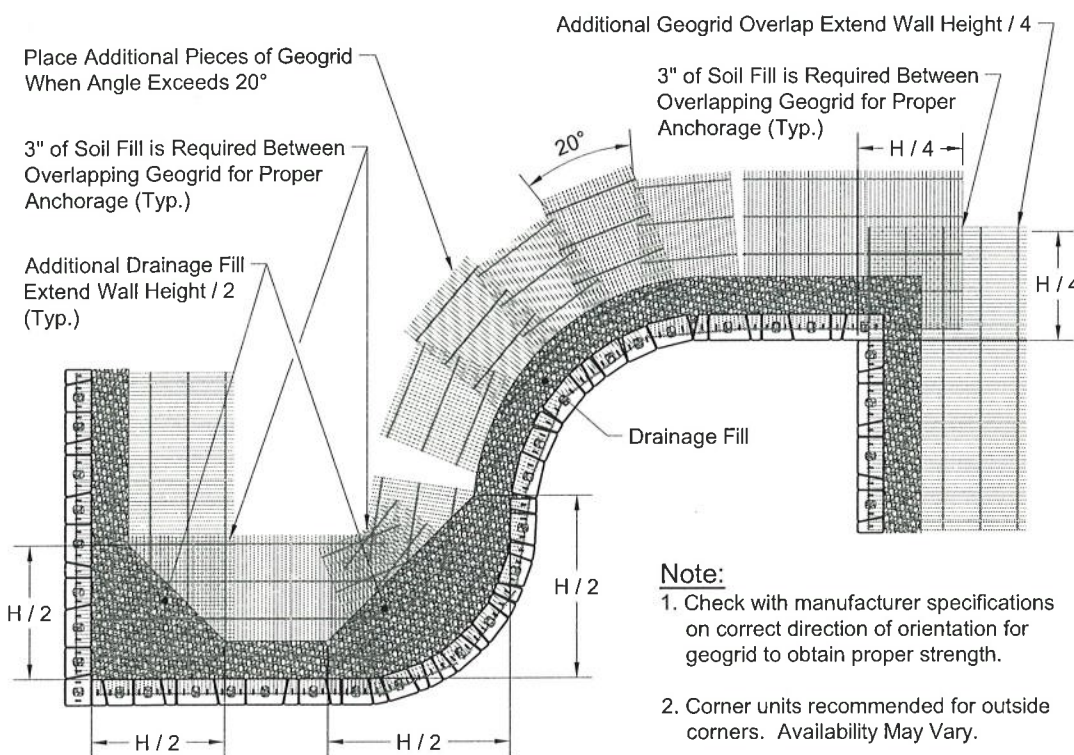 Additional Geogrid Overlap Extend Wall Height / 4
Place Additional Pieces of Geogrid
When Angle Exceeds 20°
3" of Soil Fill is Required Between
Overlapping Geogrid for Proper
Anchorage (Typ.)
20°
H / 4
3" of Soil Fill is Required Between
Overlapping Geogrid for Proper
Anchorage (Typ.)
Additional Drainage Fill
Extend Wall Height / 2
(Typ.)
H / 4
Drainage Fill
H / 2
H / 2
H / 2
H / 2
Note:
1. Check with manufacturer specifications
on correct direction of orientation for
geogrid to obtain proper strength.
2. Corner units recommended for outside
corners. Availability May Vary.